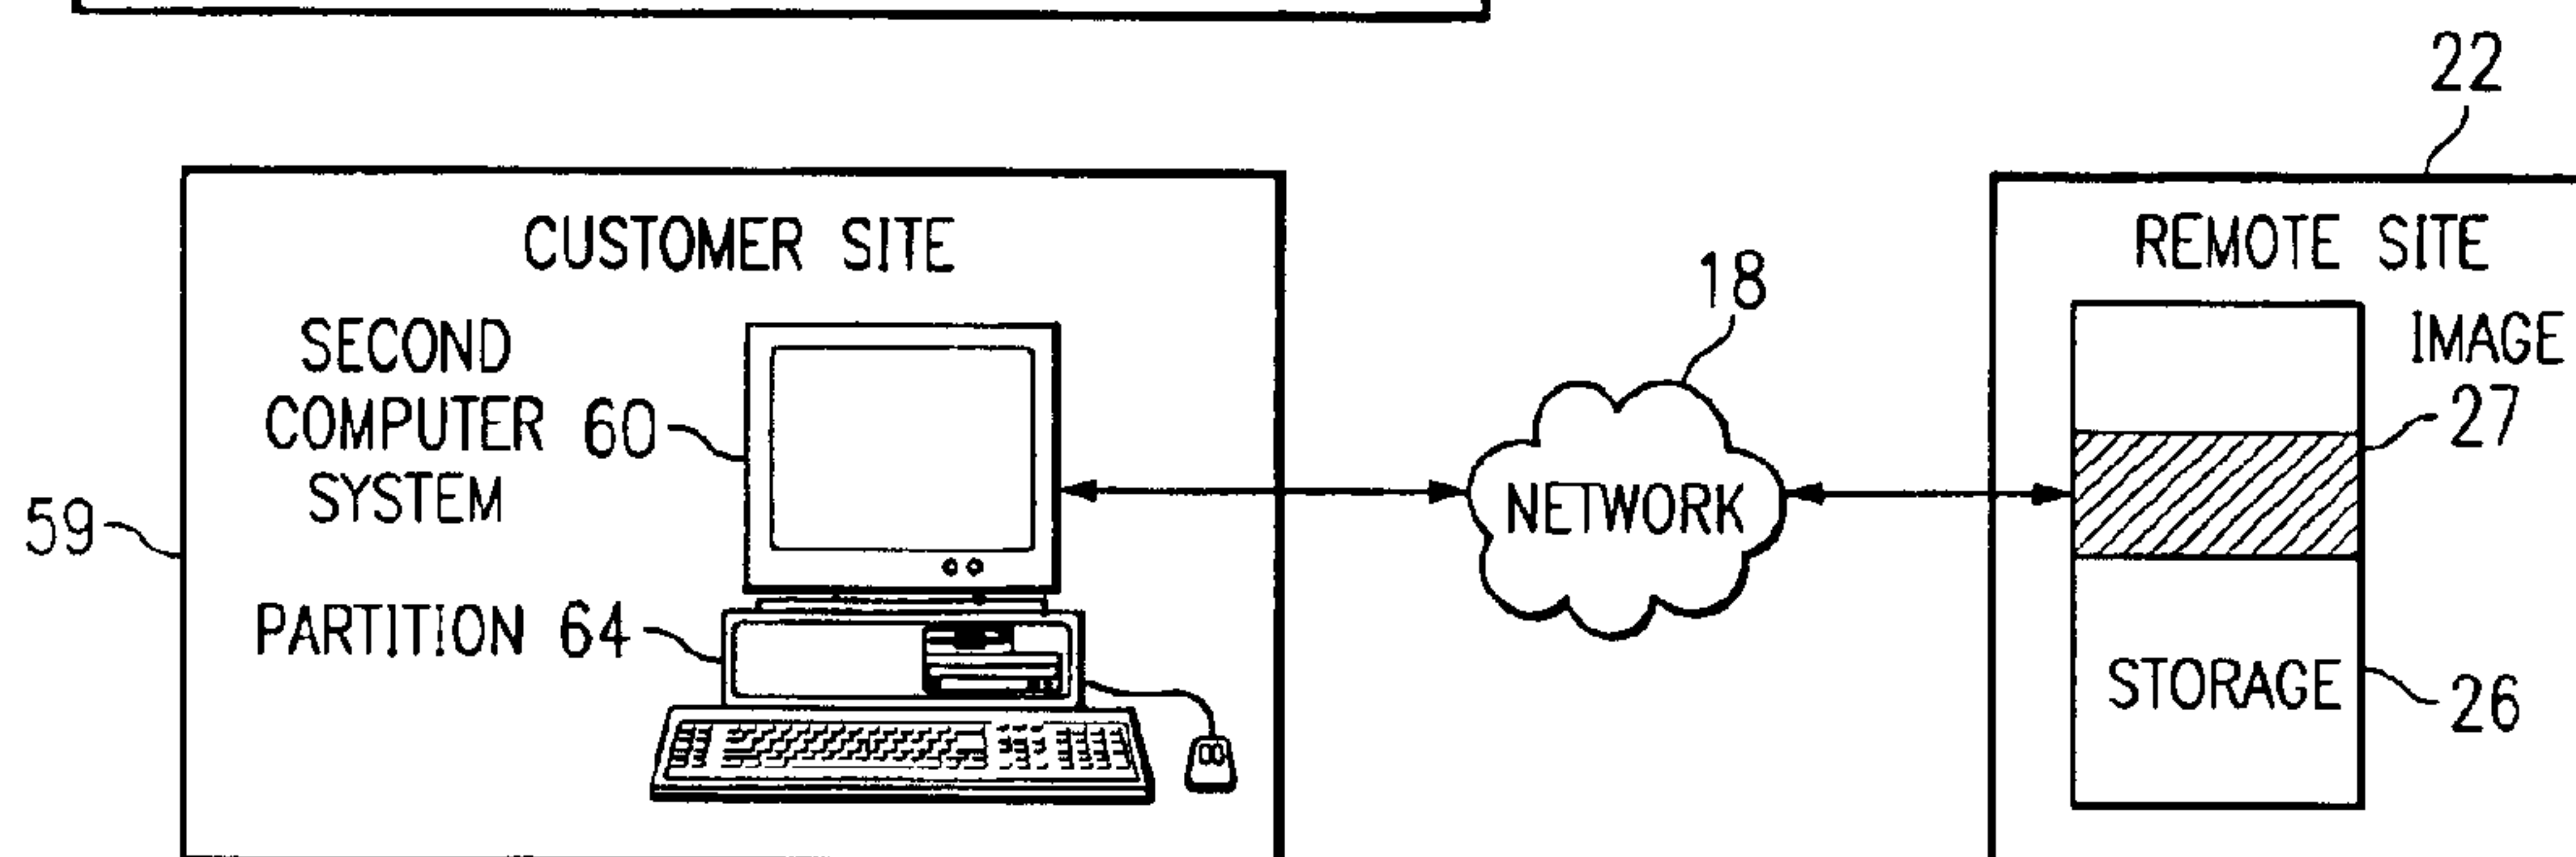 22
CUSTOMER SITE
SECOND
COMPUTER 60
SYSTEM
59
PARTITION 64
18
NETWORK
REMOTE SITE
IMAGE
27
STORAGE
26